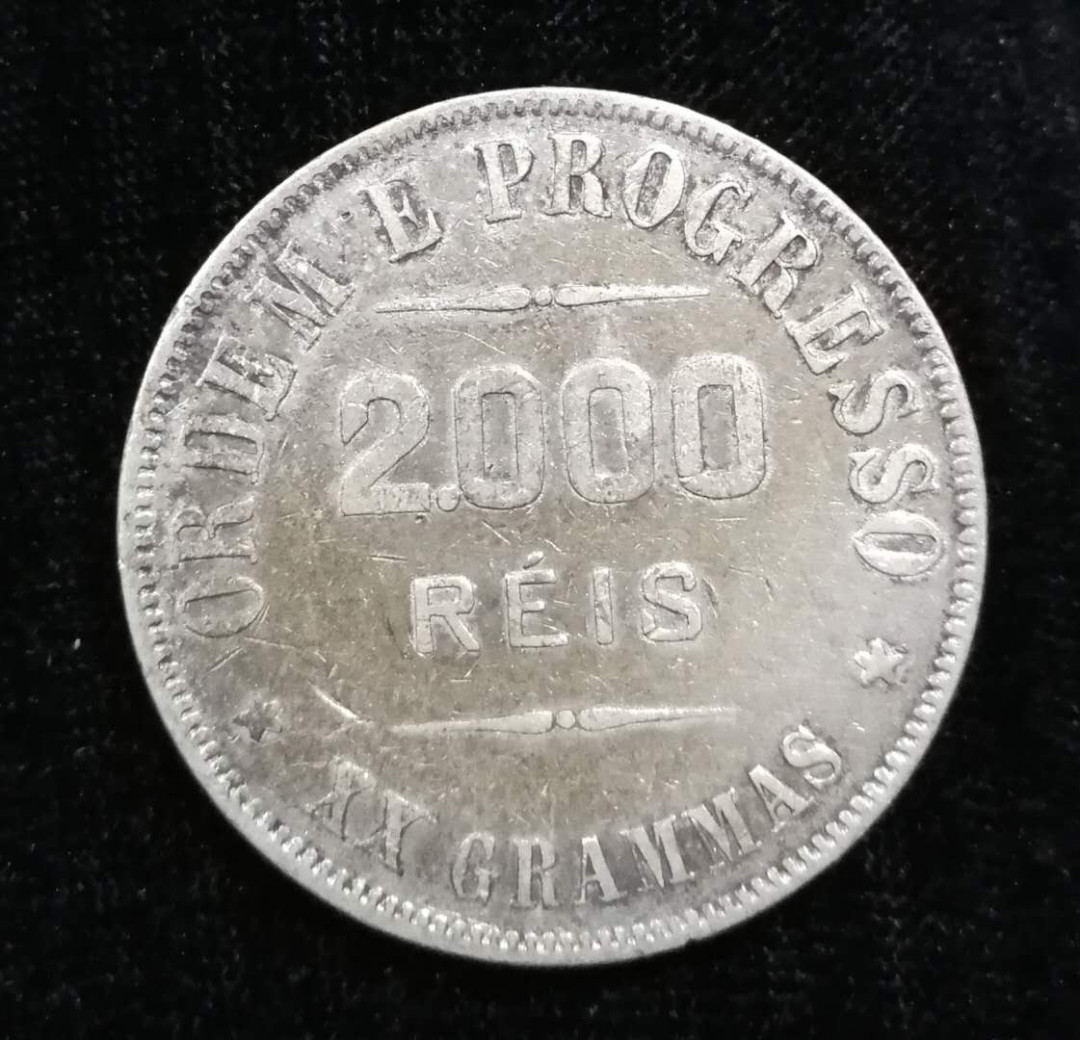 ORDEM E PROGRESSO
2.000
RÉIS
XX GRAMMAS